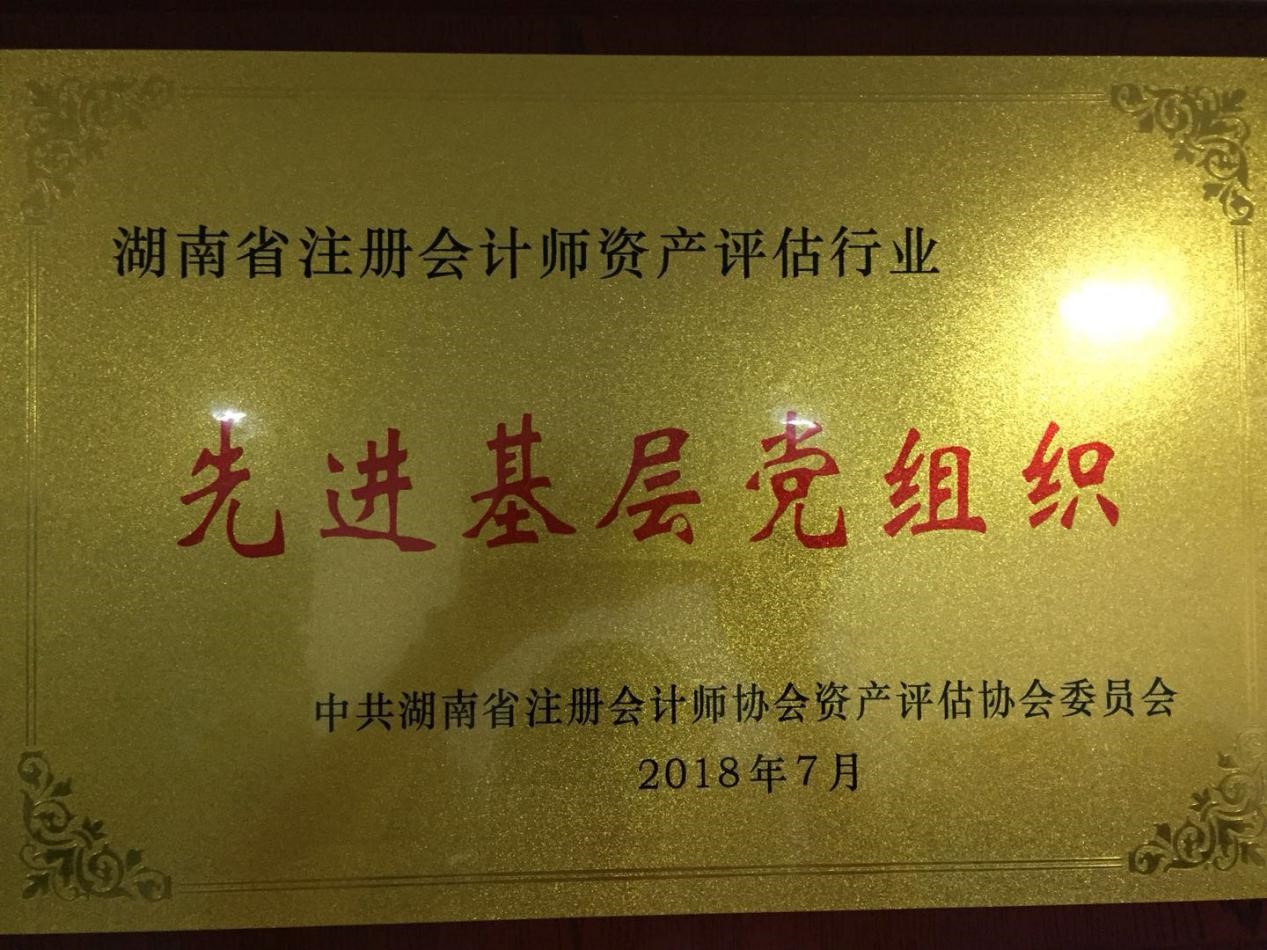 湖南省注册会计师资产评估行业
先进基层党组织
中共湖南省注册会计师协会资产评估协会委员会
2018年7月